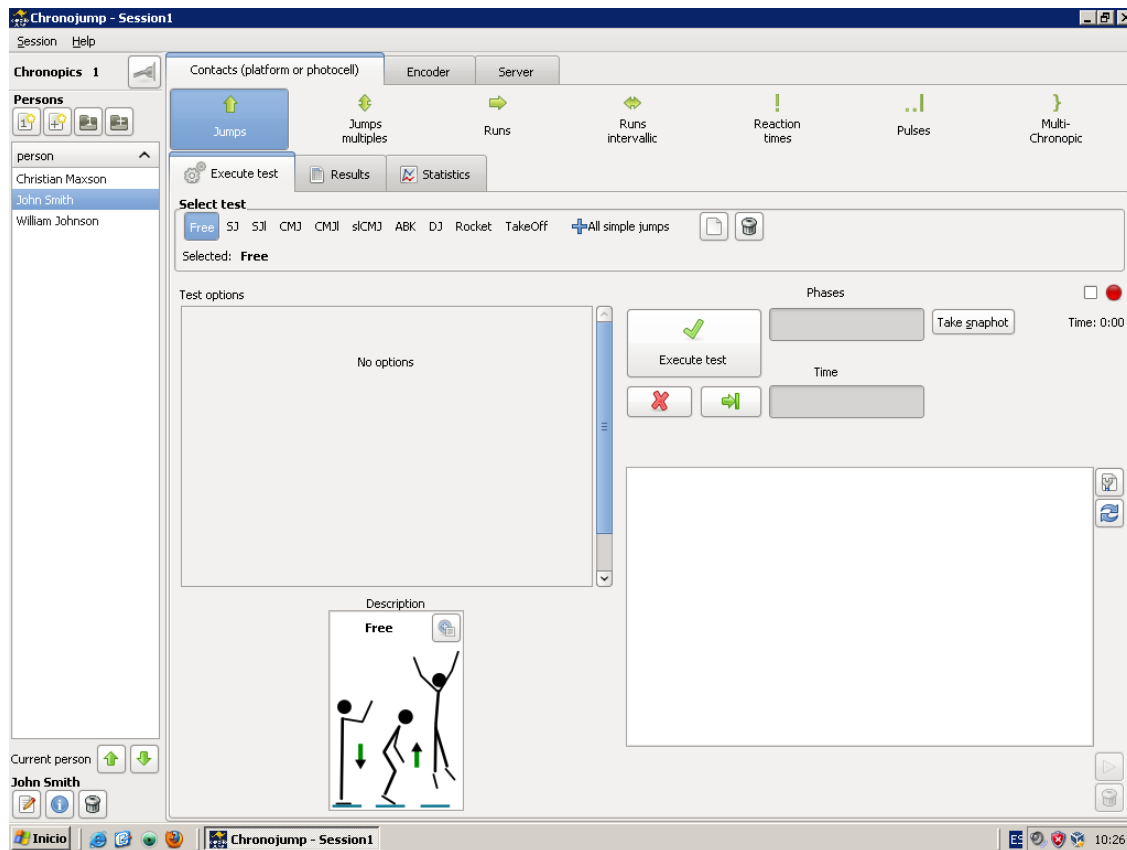 Chronojump - Session1
Session Help
Chronopics 1
Contacts (platform or photocell) Encoder Server
Persons
Jumps
Jumps multiples
Runs
Runs intervallic
Reaction times
Pulses
Multi-Chronopic
person
Christian Maxson
John Smith
William Johnson
Execute test Results Statistics
Select test
Free SJ SJl CMJ CMJl slCMJ ABK DJ Rocket TakeOff All simple jumps
Selected: Free
Test options
No options
Phases
Execute test
Take snaphot
Time: 0:00
Time
Description
Free
Current person
John Smith
Inicio
Chronojump - Session1
ES
10:26